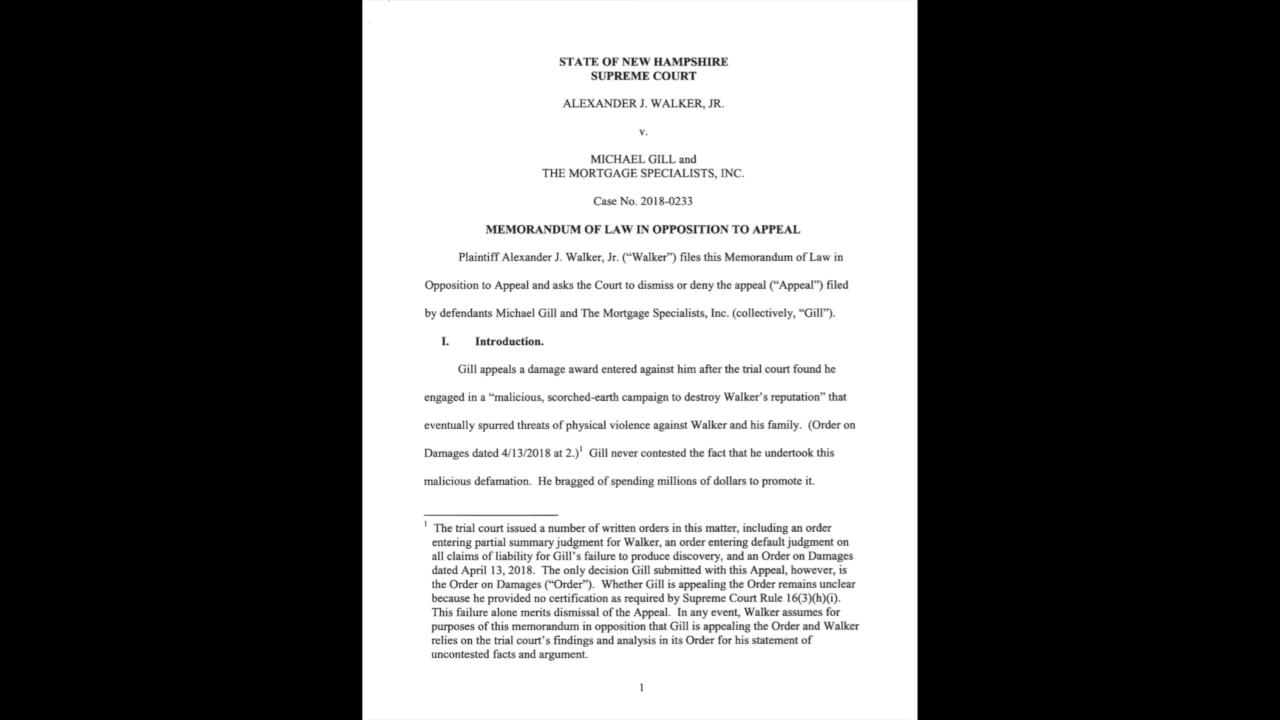 STATE OF NEW HAMPSHIRE
SUPREME COURT
ALEXANDER J. WALKER, JR.
v.
MICHAEL GILL and
THE MORTGAGE SPECIALISTS, INC.
Case No. 2018-0233
MEMORANDUM OF LAW IN OPPOSITION TO APPEAL
Plaintiff Alexander J. Walker, Jr. (“Walker”) files this Memorandum of Law in
Opposition to Appeal and asks the Court to dismiss or deny the appeal (“Appeal”) filed
by defendants Michael Gill and The Mortgage Specialists, Inc. (collectively, “Gill”).
I. Introduction.
Gill appeals a damage award entered against him after the trial court found he
engaged in a “malicious, scorched-earth campaign to destroy Walker’s reputation” that
eventually spurred threats of physical violence against Walker and his family. (Order on
Damages dated 4/13/2018 at 2.)1 Gill never contested the fact that he undertook this
malicious defamation. He bragged of spending millions of dollars to promote it.
1 The trial court issued a number of written orders in this matter, including an order
entering partial summary judgment for Walker, an order entering default judgment on
all claims of liability for Gill’s failure to produce discovery, and an Order on Damages
dated April 13, 2018. The only decision Gill submitted with this Appeal, however, is
the Order on Damages (“Order”). Whether Gill is appealing the Order remains unclear
because he provided no certification as required by Supreme Court Rule 16(3)(h)(i).
This failure alone merits dismissal of the Appeal. In any event, Walker assumes for
purposes of this memorandum in opposition that Gill is appealing the Order and Walker
relies on the trial court’s findings and analysis in its Order for his statement of
uncontested facts and argument.
1